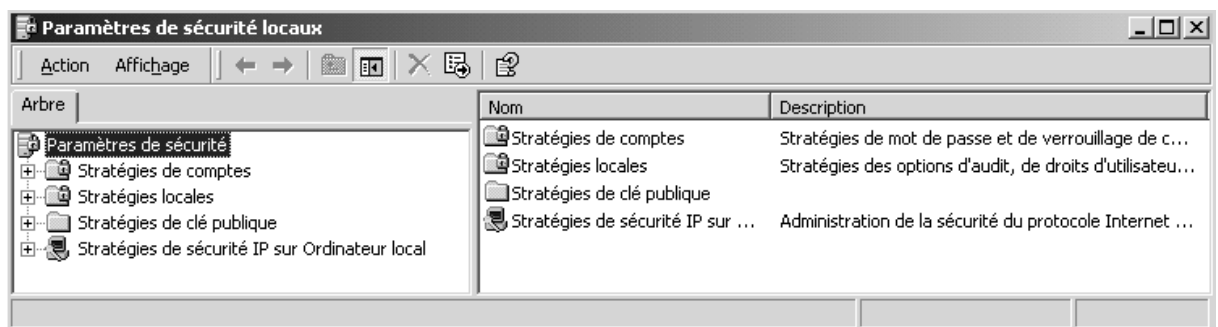 Paramètres de sécurité locaux
Action Affichage
Arbre
Paramètres de sécurité
Stratégies de comptes
Stratégies locales
Stratégies de clé publique
Stratégies de sécurité IP sur Ordinateur local
Nom Description
Stratégies de comptes Stratégies de mot de passe et de verrouillage de c...
Stratégies locales Stratégies des options d'audit, de droits d'utilisateu...
Stratégies de clé publique
Stratégies de sécurité IP sur ... Administration de la sécurité du protocole Internet ...